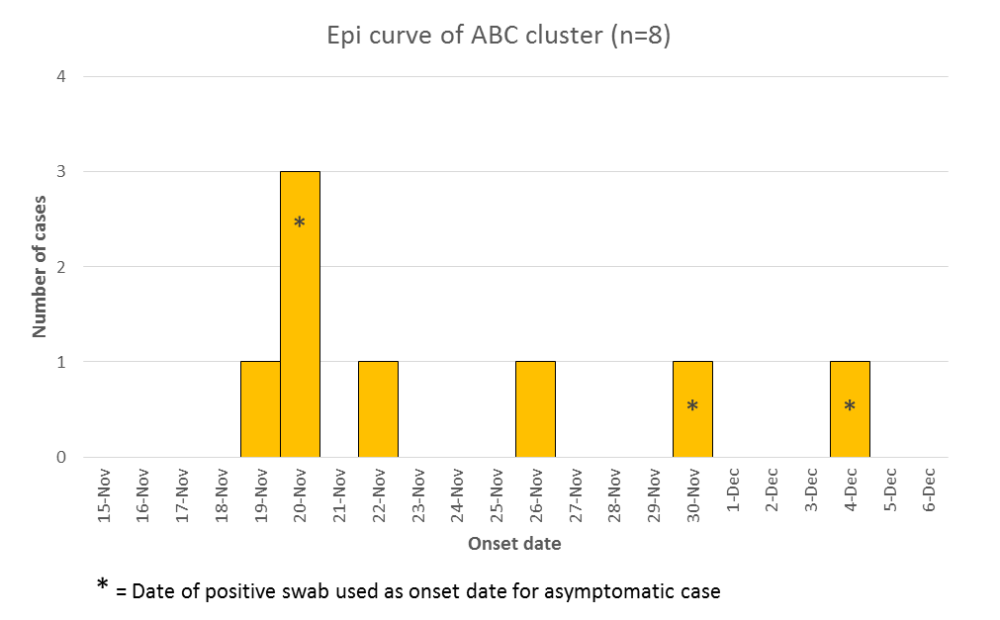 Epi curve of ABC cluster (n=8)
4
3
2
1
0
Number of cases
*
*
*
15-Nov
16-Nov
17-Nov
18-Nov
19-Nov
20-Nov
21-Nov
22-Nov
23-Nov
24-Nov
25-Nov
26-Nov
27-Nov
28-Nov
29-Nov
30-Nov
1-Dec
2-Dec
3-Dec
4-Dec
5-Dec
6-Dec
Onset date
* = Date of positive swab used as onset date for asymptomatic case